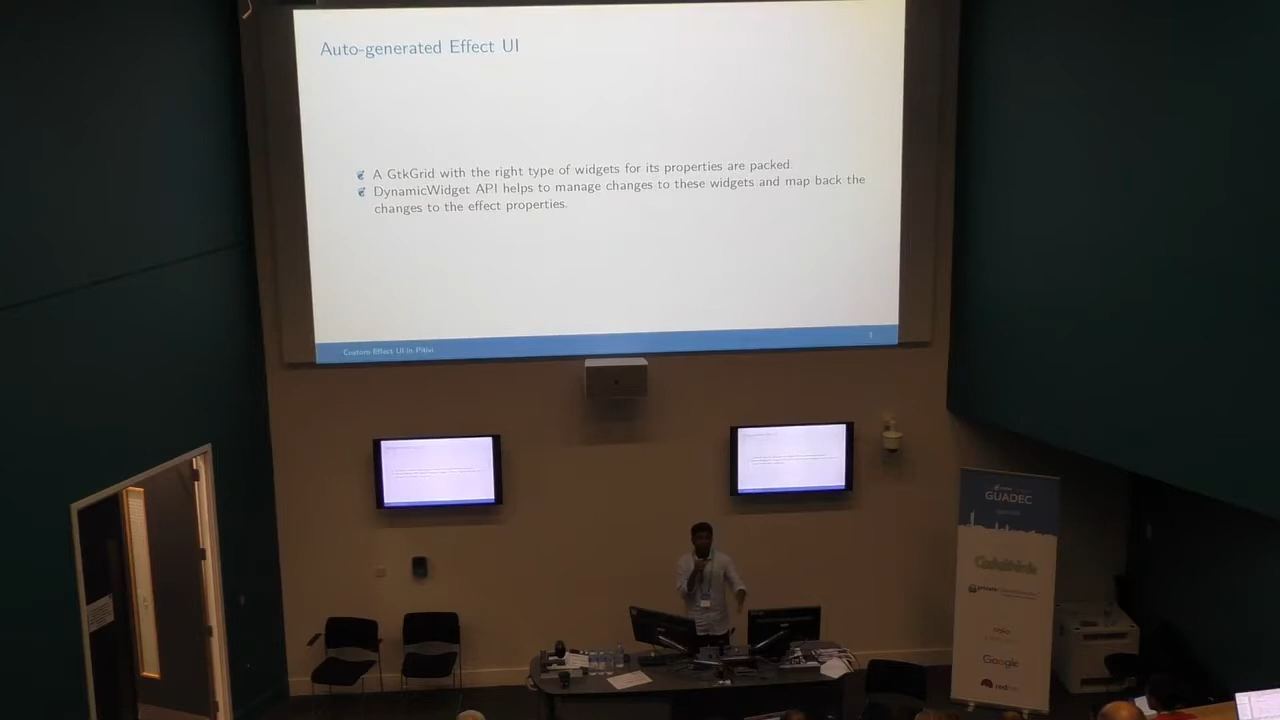 Auto-generated Effect UI
A GtkGrid with the right type of widgets for its properties are packed.
DynamicWidget API helps to manage changes to these widgets and map back the
changes to the effect properties.
Custom Effect UI in Pitivi
GUADEC
Codethink
private
Google